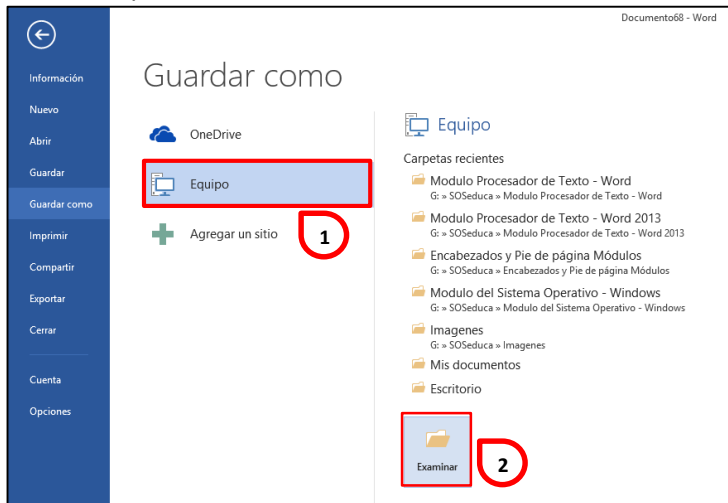 Documento68 - Word
Información
Nuevo
Abrir
Guardar
Guardar como
Imprimir
Compartir
Exportar
Cerrar
Cuenta
Opciones
Guardar como
OneDrive
Equipo
Agregar un sitio
1
Equipo
Carpetas recientes
Modulo Procesador de Texto - Word
G: » SOSeduca » Modulo Procesador de Texto - Word
Modulo Procesador de Texto - Word 2013
G: » SOSeduca » Modulo Procesador de Texto - Word 2013
Encabezados y Pie de página Módulos
G: » SOSeduca » Encabezados y Pie de página Módulos
Modulo del Sistema Operativo - Windows
G: » SOSeduca » Modulo del Sistema Operativo - Windows
Imagenes
G: » SOSeduca » Imagenes
Mis documentos
Escritorio
Examinar
2